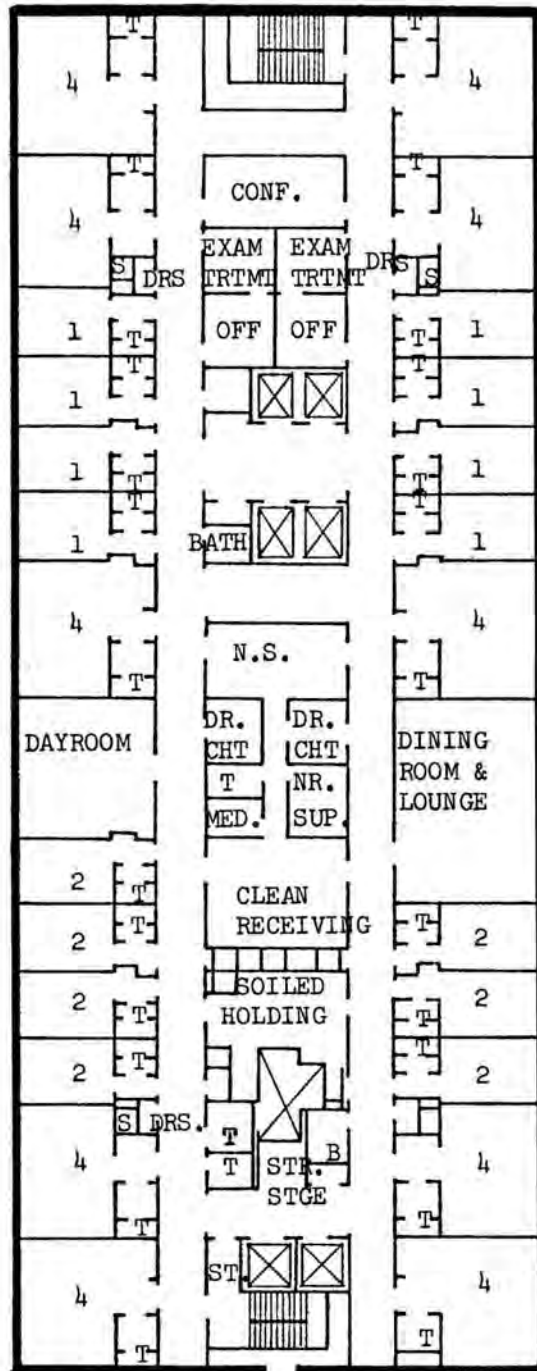 T T
4 4
T T
CONF.
4 4
EXAM EXAM
TRTMT TRTMT
S DRS DRS S
OFF OFF
1 T T 1
T T
1 1
1 T T 1
T T
1 BATH 1
4 4
N.S.
T T
DR. DR.
CHT CHT
DAYROOM DINING
ROOM &
LOUNGE
T NR.
MED. SUP.
2 T CLEAN
RECEIVING
T T
2 2
SOILED
HOLDING
2 T T 2
T T
2 2
S DRS. T B
4 T STR. 4
STGE
T T
ST.
4 4
T T